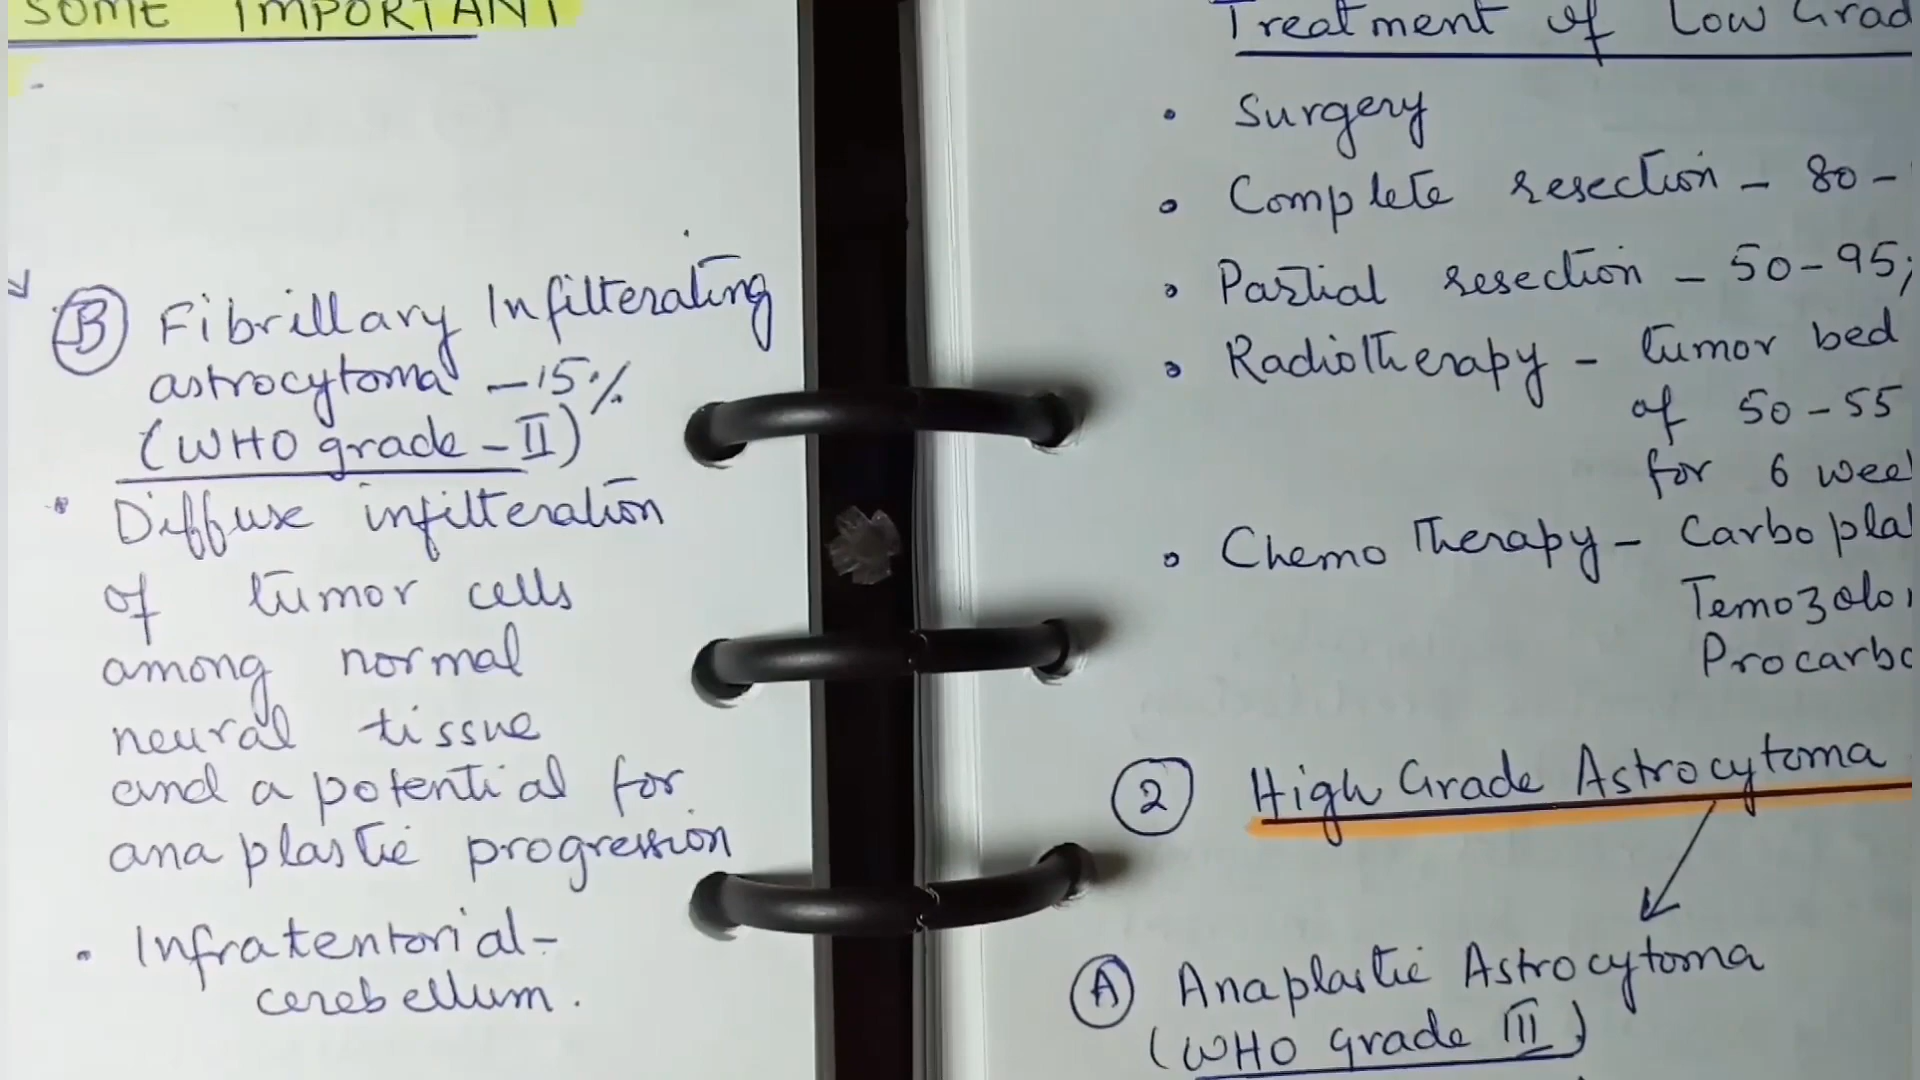 SOME IMPORTANT
B Fibrillary Infilterating
astrocytoma - 15%
(WHO grade - II)
• Diffuse infilteration
of tumor cells
among normal
neural tissue
and a potential for
anaplastic progression
• Infratentorial -
cerebellum.
Treatment of Low Grad
• Surgery
• Complete resection - 80-
• Partial resection - 50-95%
• Radiotherapy - tumor bed
of 50-55
for 6 wee
• Chemo Therapy - Carbopla
Temozolo
Procarb
2 High Grade Astrocytoma
A Anaplastic Astrocytoma
(WHO grade III)